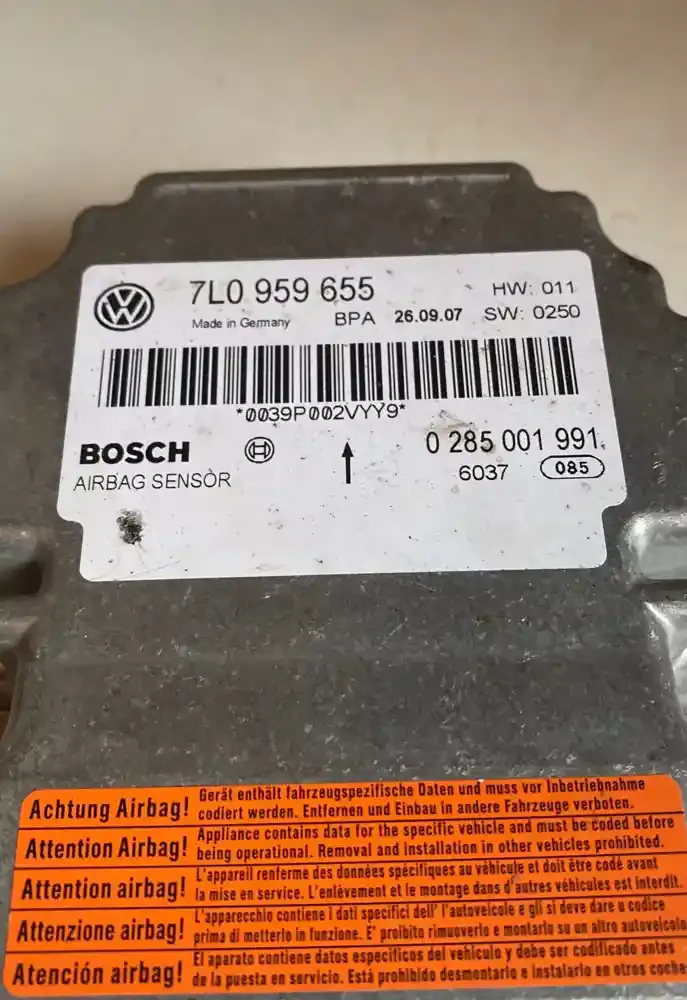 7L0 959 655 HW: 011
Made in Germany BPA 26.09.07 SW: 0250
*0039P002VYY9*
BOSCH 0 285 001 991
AIRBAG SENSOR 6037 085
Achtung Airbag! Gerät enthält fahrzeugspezifische Daten und muss vor Inbetriebnahme
codiert werden. Entfernen und Einbau in andere Fahrzeuge verboten.
Attention Airbag! Appliance contains data for the specific vehicle and must be coded before
being operational. Removal and installation in other vehicles prohibited.
Attention airbag! L'appareil renferme des données spécifiques au véhicule et doit être codé avant
la mise en service. L'enlèvement et le montage dans d'autres véhicules est interdit.
Attenzione airbag! L'apparecchio contiene i dati specifici dell' l'autoveicolo e gli si deve dare u codice
prima di metterlo in funzione. E' proibito rimuoverlo e montarlo su un altro autoveicolo
Atención airbag! El aparato contiene datos específicos del vehículo y debe ser codificado antes
de la puesta en servicio. Está prohibido desmontarlo e instalarlo en otros coche